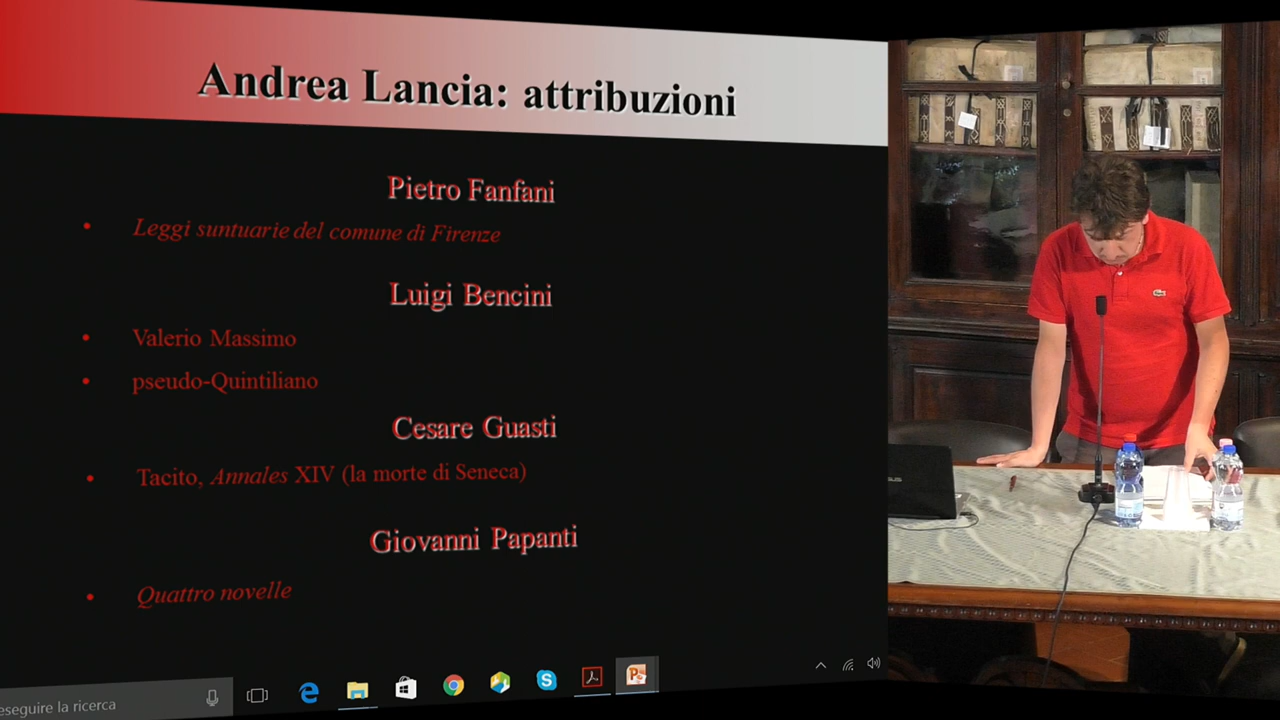 Andrea Lancia: attribuzioni
Pietro Fanfani
• Leggi suntuarie del comune di Firenze
Luigi Bencini
• Valerio Massimo
• pseudo-Quintiliano
Cesare Guasti
• Tacito, Annales XIV (la morte di Seneca)
Giovanni Papanti
• Quattro novelle
eseguire la ricerca